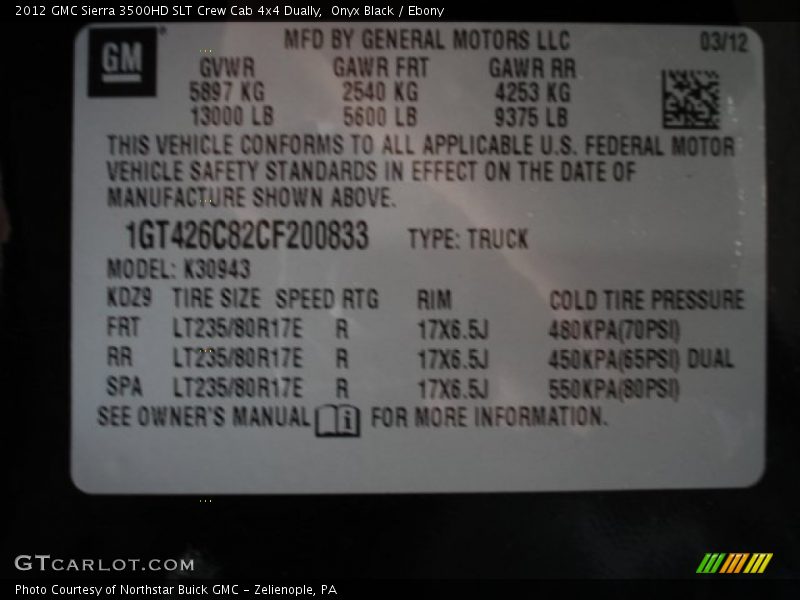 2012 GMC Sierra 3500HD SLT Crew Cab 4x4 Dually,  Onyx Black / Ebony
GM
MFD BY GENERAL MOTORS LLC 03/12
GVWR GAWR FRT GAWR RR
5897 KG 2540 KG 4253 KG
13000 LB 5600 LB 9375 LB
THIS VEHICLE CONFORMS TO ALL APPLICABLE U.S. FEDERAL MOTOR
VEHICLE SAFETY STANDARDS IN EFFECT ON THE DATE OF
MANUFACTURE SHOWN ABOVE.
1GT426C82CF200833 TYPE: TRUCK
MODEL: K30943
KDZ9 TIRE SIZE SPEED RTG RIM COLD TIRE PRESSURE
FRT LT235/80R17E R 17X6.5J 480KPA(70PSI)
RR LT235/80R17E R 17X6.5J 450KPA(65PSI) DUAL
SPA LT235/80R17E R 17X6.5J 550KPA(80PSI)
SEE OWNER'S MANUAL i FOR MORE INFORMATION.
GTCARLOT.COM
Photo Courtesy of Northstar Buick GMC - Zelienople, PA